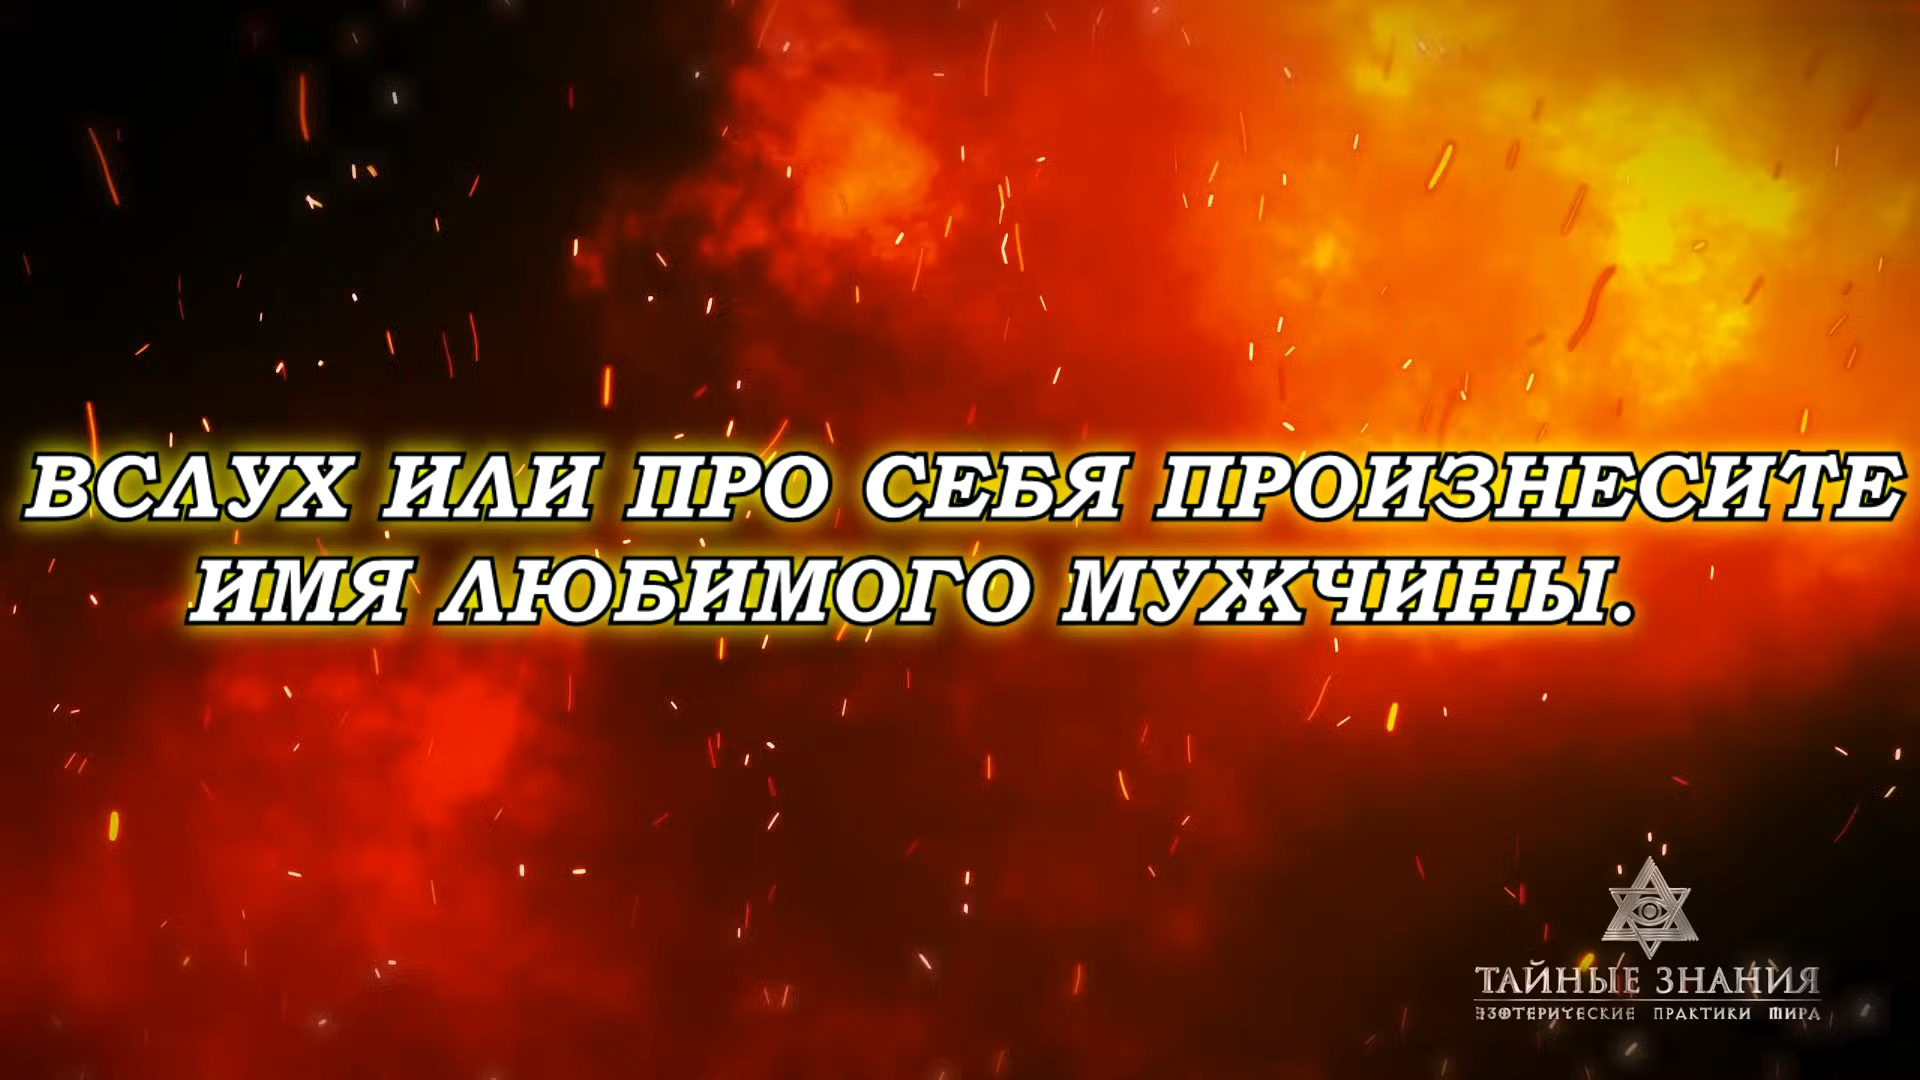 ВСЛУХ ИЛИ ПРО СЕБЯ ПРОИЗНЕСИТЕ
ИМЯ ЛЮБИМОГО МУЖЧИНЫ.
ТАЙНЫЕ ЗНАНИЯ
ЭЗОТЕРИЧЕСКИЕ ПРАКТИКИ МИРА